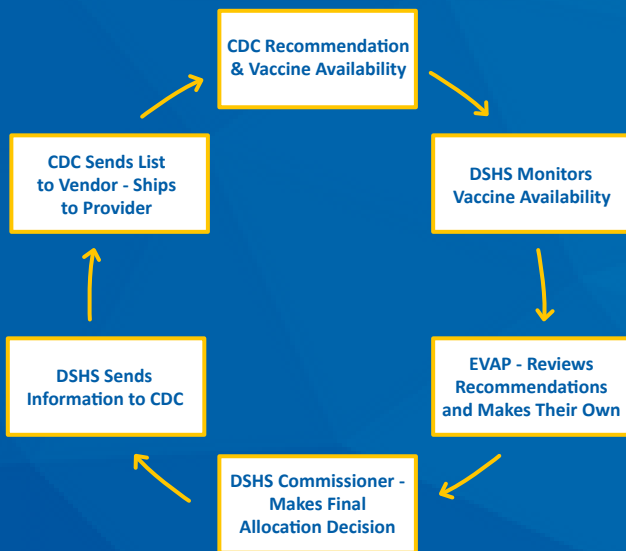 CDC Recommendation
& Vaccine Availability
DSHS Monitors
Vaccine Availability
EVAP - Reviews
Recommendations
and Makes Their Own
DSHS Commissioner -
Makes Final
Allocation Decision
DSHS Sends
Information to CDC
CDC Sends List
to Vendor - Ships
to Provider